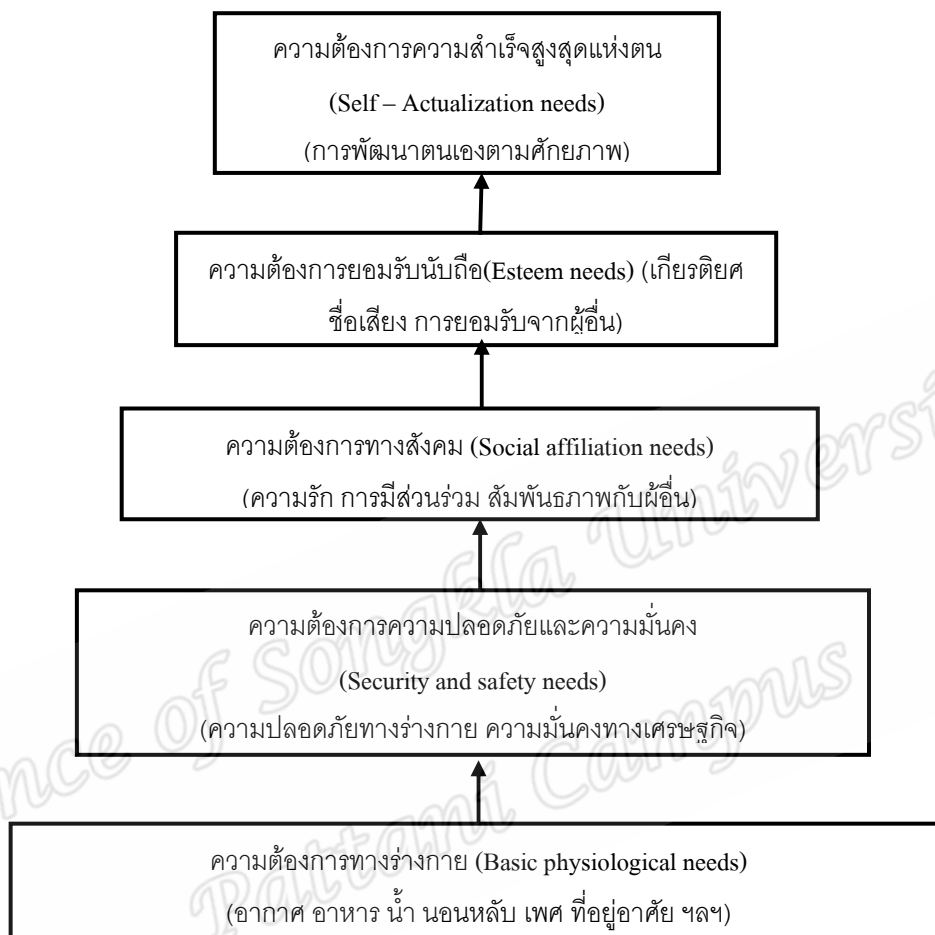 ความต้องการความสำเร็จสูงสุดแห่งตน
(Self – Actualization needs)
(การพัฒนาตนเองตามศักยภาพ)
ความต้องการยอมรับนับถือ(Esteem needs) (เกียรติยศ
ชื่อเสียง การยอมรับจากผู้อื่น)
ความต้องการทางสังคม (Social affiliation needs)
(ความรัก การมีส่วนร่วม สัมพันธภาพกับผู้อื่น)
ความต้องการความปลอดภัยและความมั่นคง
(Security and safety needs)
(ความปลอดภัยทางร่างกาย ความมั่นคงทางเศรษฐกิจ)
ความต้องการทางร่างกาย (Basic physiological needs)
(อากาศ อาหาร น้ำ นอนหลับ เพศ ที่อยู่อาศัย ฯลฯ)
of Songkla
Pattani Campus